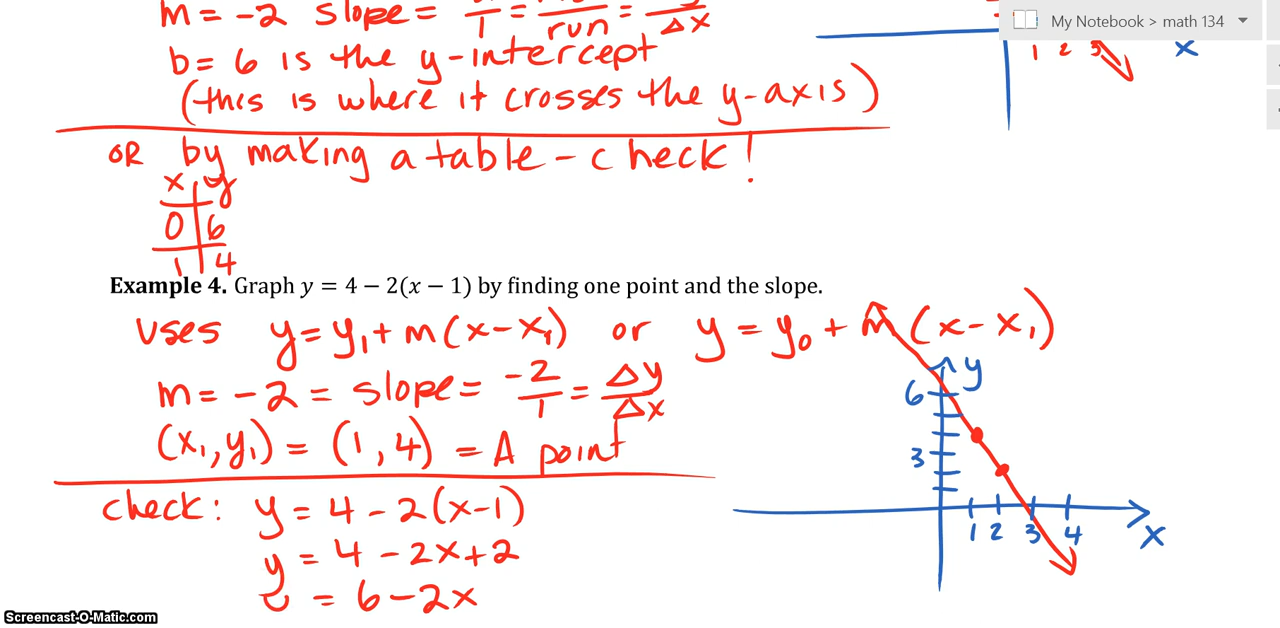 m = -2 slope = /1 = /run = /Δx
My Notebook > math 134
b = 6 is the y-intercept
1 2 3 x
(this is where it crosses the y-axis)
OR by making a table - check!
x | y
0 | 6
1 | 4
Example 4. Graph y = 4 − 2(x − 1) by finding one point and the slope.
uses y = y₁ + m(x - x₁) or y = y₀ + m(x - x₁)
m = -2 = slope = -2/1 = Δy/Δx
(x₁, y₁) = (1, 4) = A point
check: y = 4 - 2(x-1)
y = 4 - 2x + 2
= 6 - 2x
y
6
3
1 2 3 4 x
Screencast-O-Matic.com